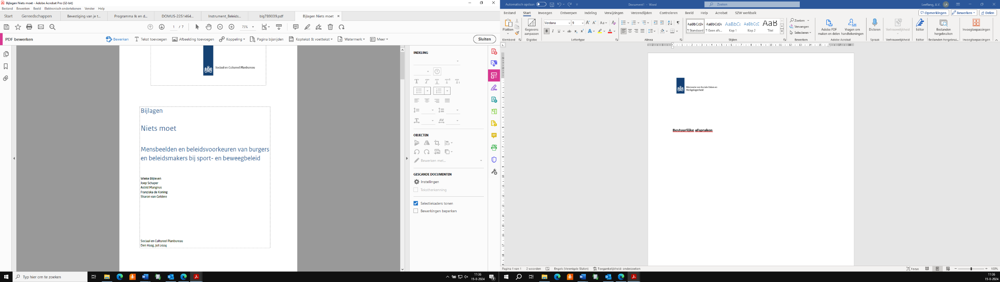 Bijlagen Niets moet - Adobe Acrobat Pro (32-bit)
Bestand Bewerken Beeld Elektronisch ondertekenen Venster Help
Start Gereedschappen Bevestiging van je t... Programma Ik en d... DOMUS-2251464... Instrument_Beleids... blg789039.pdf Bijlagen Niets moet
1 / 7 75%
PDF bewerken Bewerken Tekst toevoegen Afbeelding toevoegen Koppeling Pagina bijsnijden Koptekst & voettekst Watermerk Meer Sluiten
Sociaal en Cultureel Planbureau
Bijlagen
Niets moet
Mensbeelden en beleidsvoorkeuren van burgers
en beleidsmakers bij sport- en beweegbeleid
Wieke Blijleven
Joep Schaper
Astrid Mangnus
Franziska de Koning
Sharon van Geldere
Sociaal en Cultureel Planbureau
Den Haag, juli 2024
INDELING
OBJECTEN
Bewerken met...
GESCANDE DOCUMENTEN
Instellingen
Tekstherkenning
Selectiekaders tonen
Bewerkingen beperken
Typ hier om te zoeken
11:36
15-8-2024
Automatisch opslaan Document1 - Word Zoeken Leeflang, A.V. LA
Bestand Start Invoegen Ontwerpen Indeling Verwijzingen Verzendlijsten Controleren Beeld Help Acrobat SZW werkbalk Opmerkingen Bewerken Delen
Plakken Gegevens aanpassen Verdana 9 AaBbCcDc Standaard AaBbCcDc Geen afs... AaBbCc Kop 1 AaBbCcD Kop 2 AaB Titel
Zoeken
Vervangen
Selecteren
Adobe PDF maken en delen Vragen om handtekeningen Dicteren Vertrouwelijkheid Editor Bestanden hergebruiken Invoegtoepassingen
Klembord Digidoc Lettertype Alinea Stijlen Bewerken Adobe Acrobat Spraak Vertrouwelijkheid Editor Bestanden hergebrui... Invoegtoepassingen
Ministerie van Sociale Zaken en
Werkgelegenheid
Bestuurlijke afspraken
Pagina 1 van 1 2 woorden Engels (Verenigde Staten) Toegankelijkheid: onderzoeken Focus 100%
11:36
15-8-2024